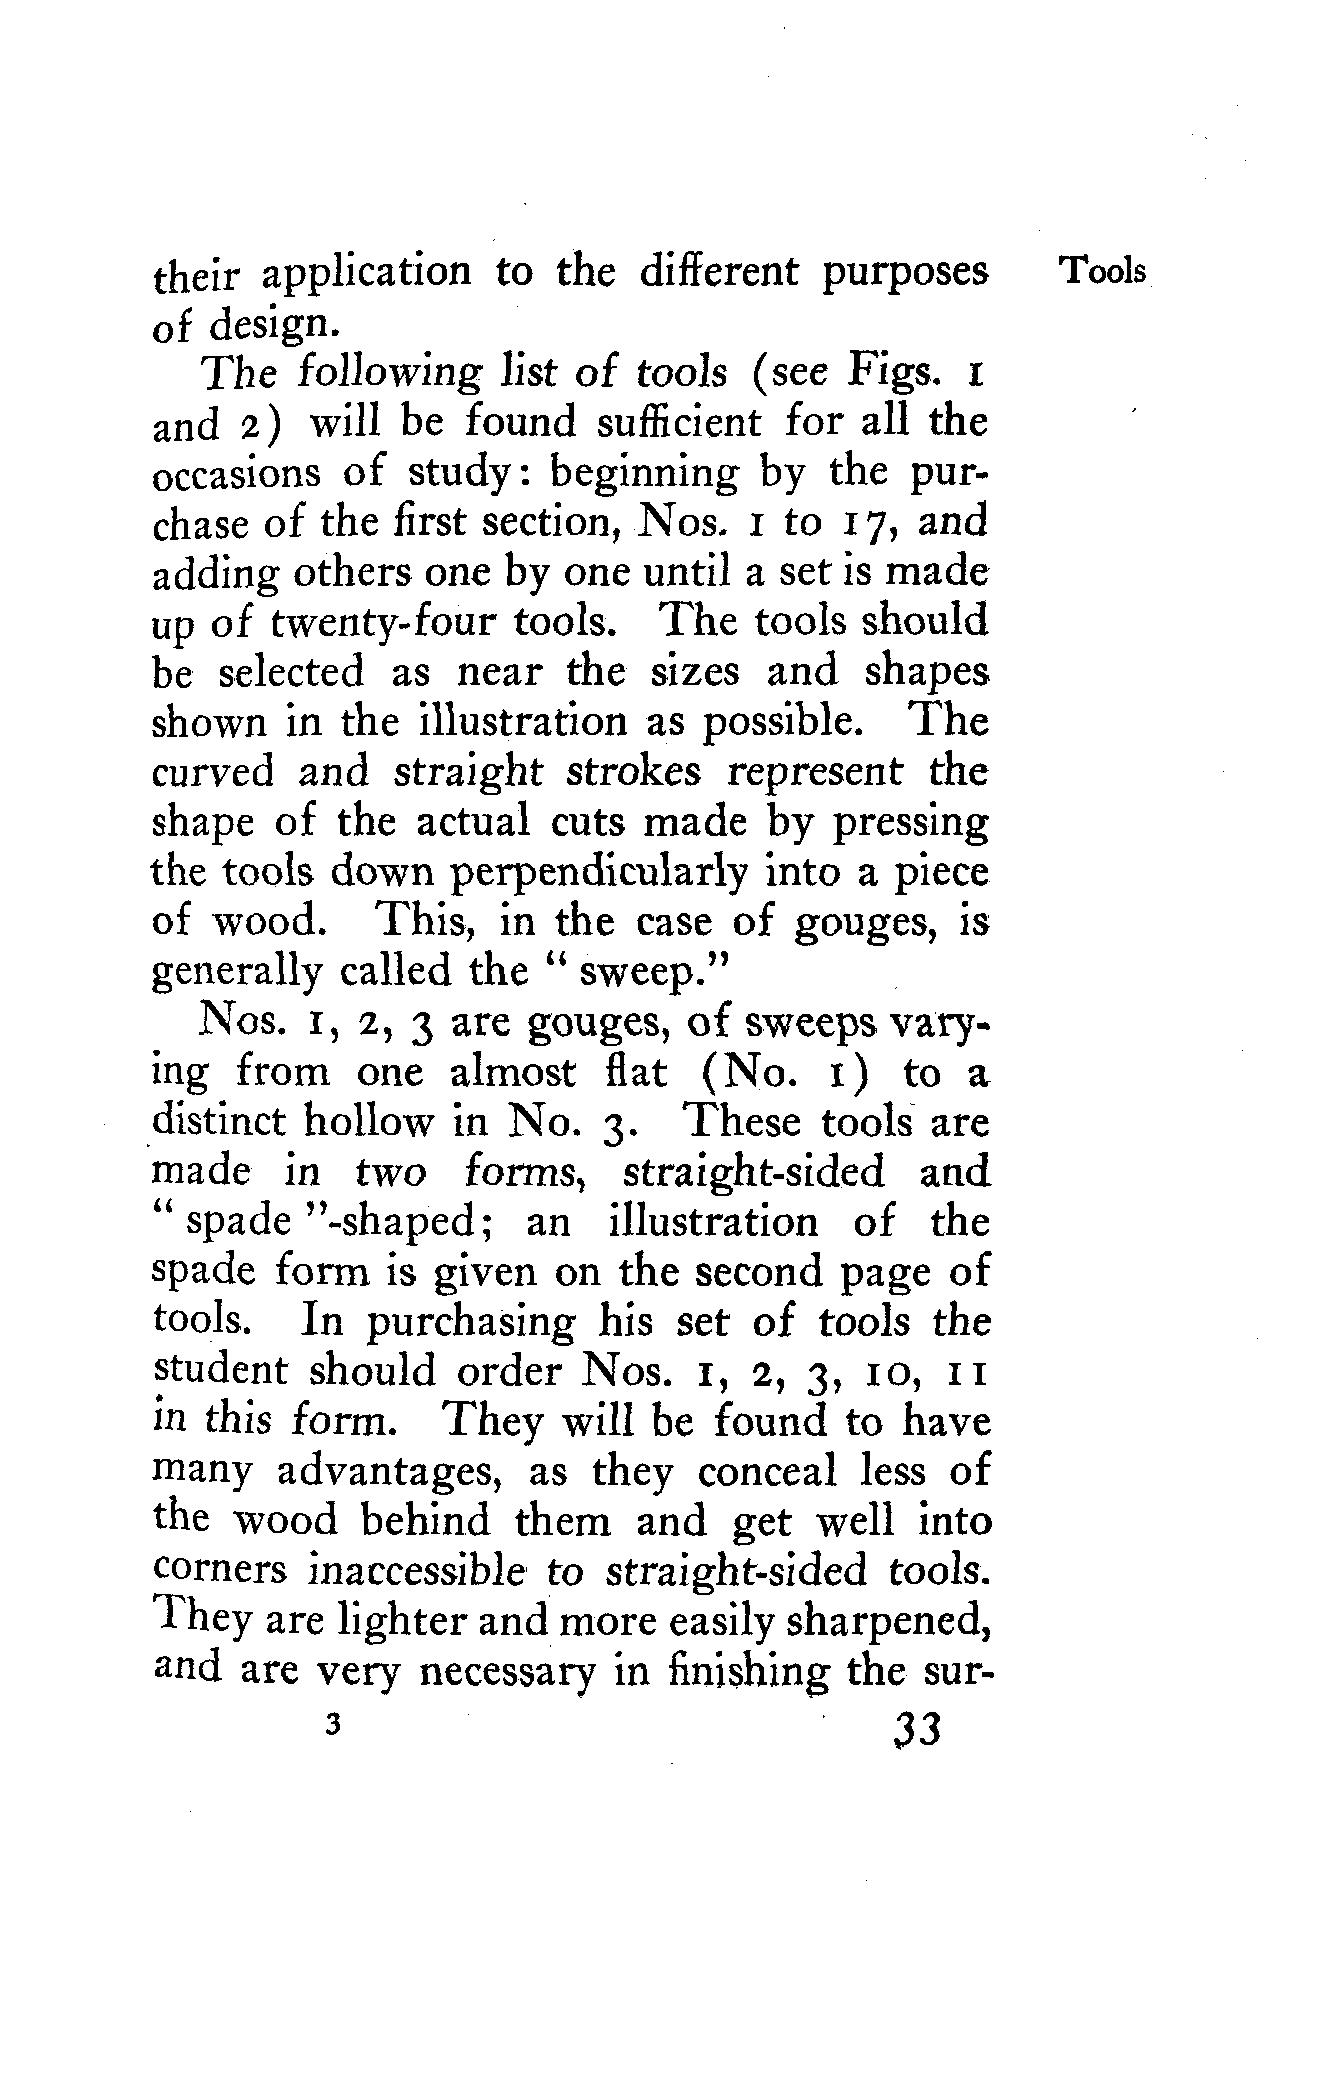 their application to the different purposes
Tools
of design.
The following list of tools (see Figs. 1
and 2) will be found sufficient for all the
occasions of study: beginning by the pur-
chase of the first section, Nos. 1 to 17, and
adding others one by one until a set is made
up of twenty-four tools. The tools should
be selected as near the sizes and shapes
shown in the illustration as possible. The
curved and straight strokes represent the
shape of the actual cuts made by pressing
the tools down perpendicularly into a piece
of wood. This, in the case of gouges, is
generally called the " sweep."
Nos. 1, 2, 3 are gouges, of sweeps vary-
ing from one almost flat (No. 1) to a
distinct hollow in No. 3. These tools are
made in two forms, straight-sided and
" spade "-shaped; an illustration of the
spade form is given on the second page of
tools. In purchasing his set of tools the
student should order Nos. 1, 2, 3, 10, 11
in this form. They will be found to have
many advantages, as they conceal less of
the wood behind them and get well into
corners inaccessible to straight-sided tools.
They are lighter and more easily sharpened,
and are very necessary in finishing the sur-
3
33